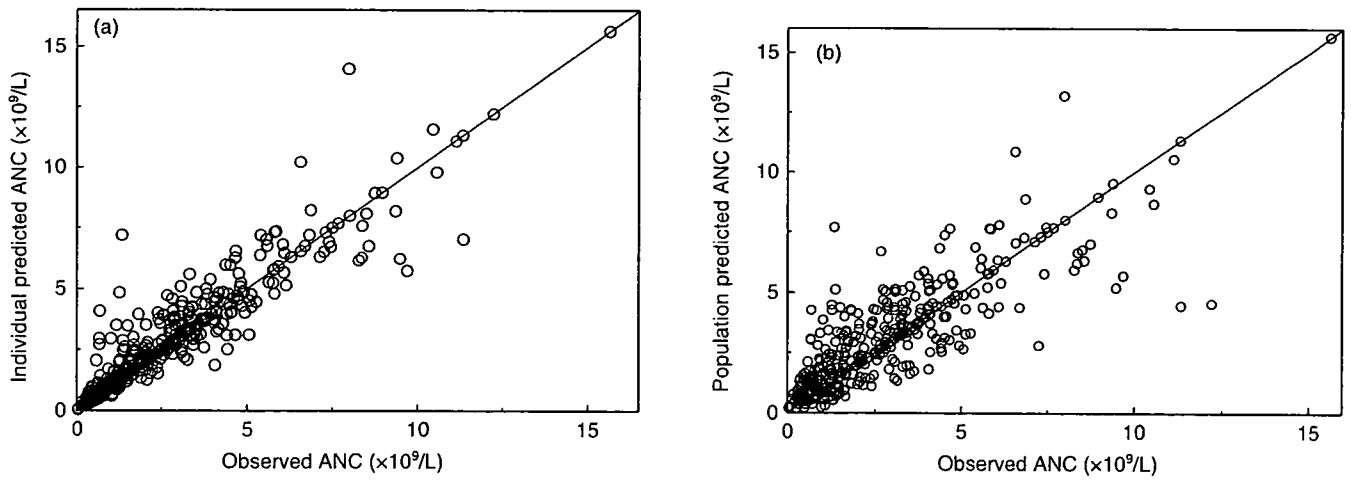 (a)
Individual predicted ANC (×10⁹/L)
15
10
5
0
0 5 10 15
Observed ANC (×10⁹/L)
(b)
Population predicted ANC (×10⁹/L)
15
10
5
0
0 5 10 15
Observed ANC (×10⁹/L)